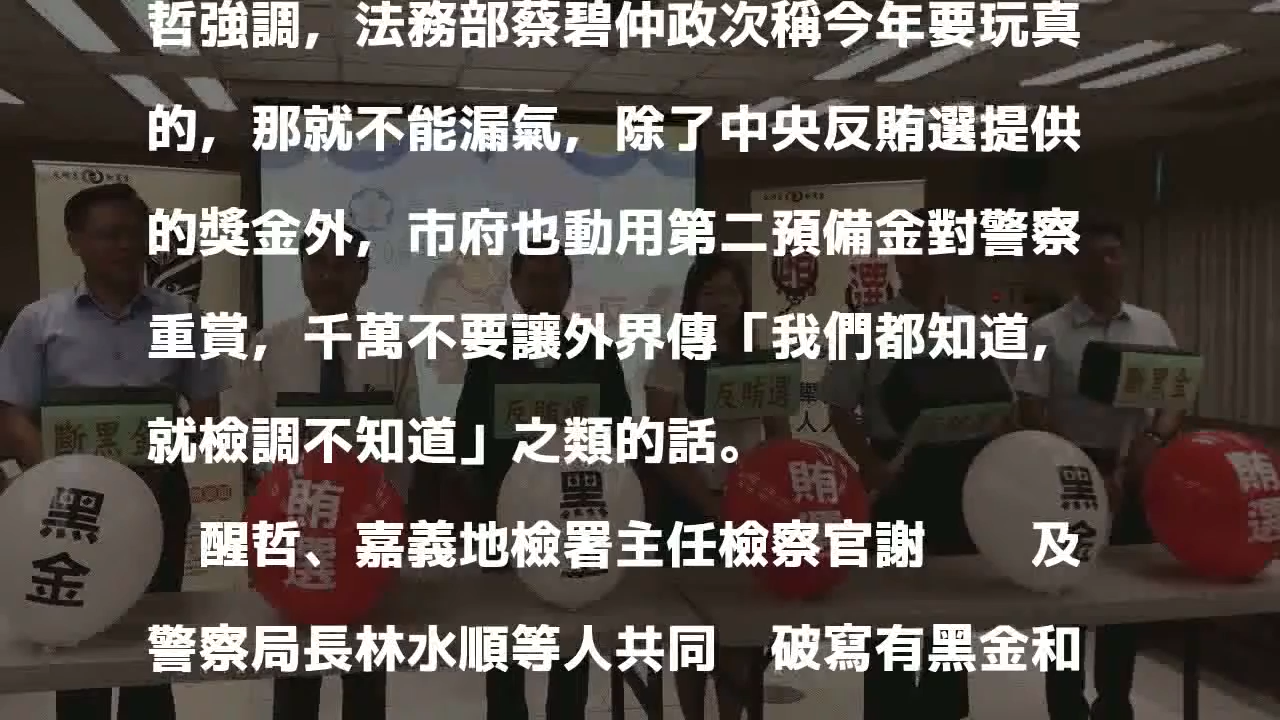 哲強調，法務部蔡碧仲政次稱今年要玩真
的，那就不能漏氣，除了中央反賄選提供
的獎金外，市府也動用第二預備金對警察
重賞，千萬不要讓外界傳「我們都知道，
就檢調不知道」之類的話。
醒哲、嘉義地檢署主任檢察官謝　　及
警察局長林水順等人共同　破寫有黑金和
斷黑金
反賄選
反賄選
斷黑金
黑金
賄選
黑
賄選
黑金
賄選